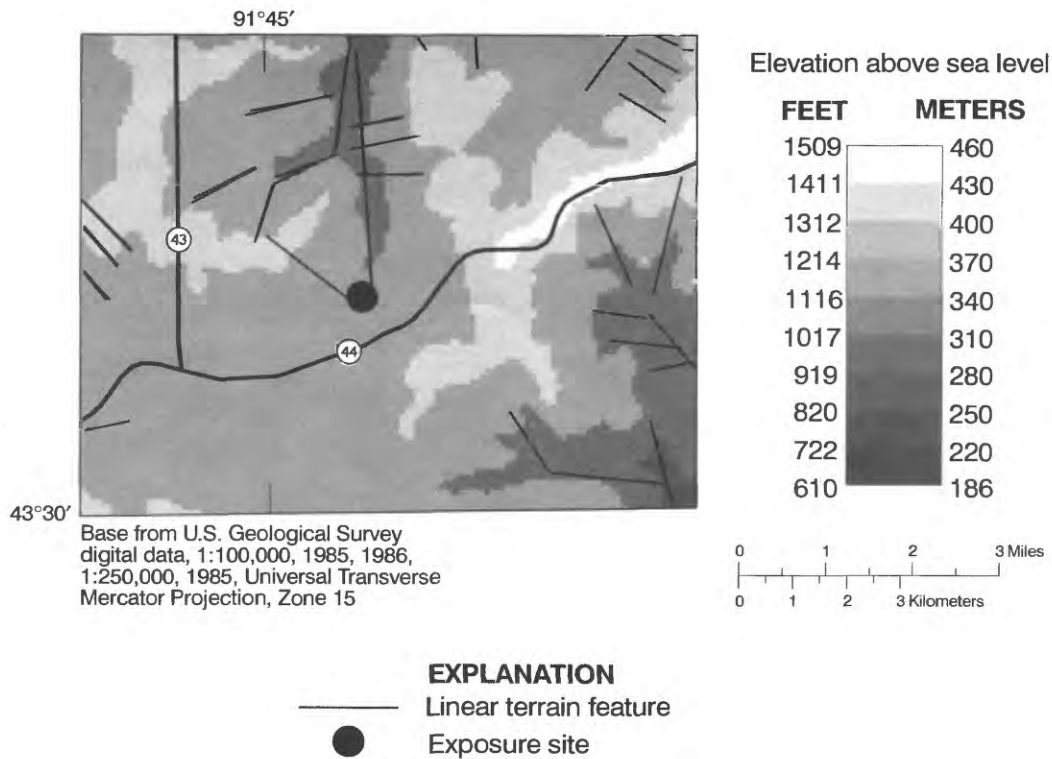 91°45′
43
44
43°30′
Base from U.S. Geological Survey
digital data, 1:100,000, 1985, 1986,
1:250,000, 1985, Universal Transverse
Mercator Projection, Zone 15
Elevation above sea level
FEET METERS
1509 460
1411 430
1312 400
1214 370
1116 340
1017 310
919 280
820 250
722 220
610 186
0 1 2 3 Miles
0 1 2 3 Kilometers
EXPLANATION
Linear terrain feature
Exposure site